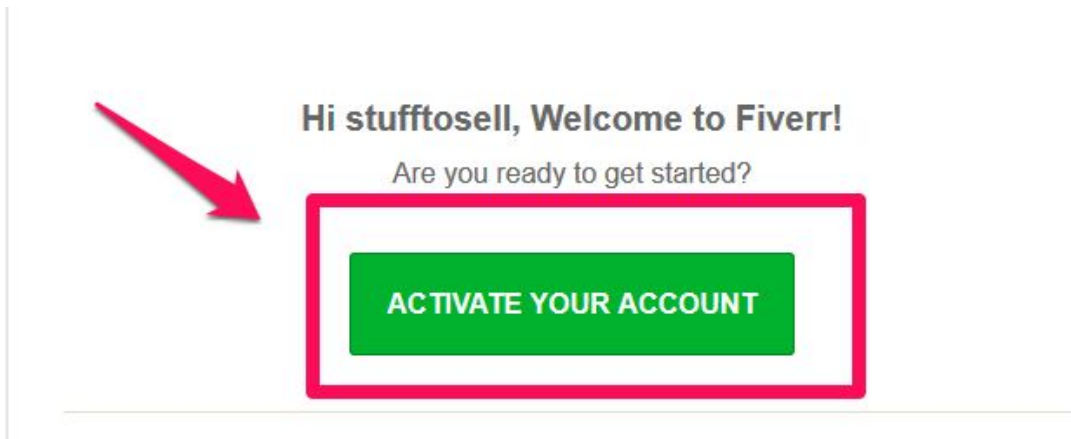 Hi stufftosell, Welcome to Fiverr!
Are you ready to get started?
ACTIVATE YOUR ACCOUNT